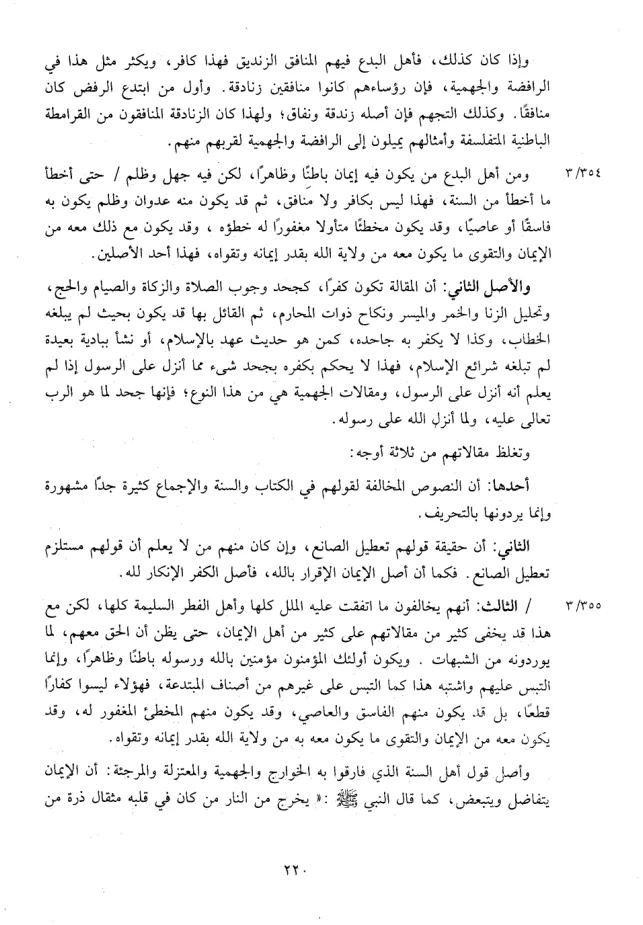 وإذا كان كذلك، فأهل البدع فيهم المنافق الزنديق فهذا كافر، ويكثر مثل هذا في
الرافضة والجهمية، فإن رؤساءهم كانوا منافقين زنادقة. وأول من ابتدع الرفض كان
منافقًا. وكذلك التجهم فإن أصله زندقة ونفاق؛ ولهذا كان الزنادقة المنافقون من القرامطة
الباطنية المتفلسفة وأمثالهم يميلون إلى الرافضة والجهمية لقربهم منهم.
٣/٣٥٤ ومن أهل البدع من يكون فيه إيمان باطنًا وظاهرًا، لكن فيه جهل وظلم / حتى أخطأ
ما أخطأ من السنة، فهذا ليس بكافر ولا منافق، ثم قد يكون منه عدوان وظلم يكون به
فاسقًا أو عاصيًا، وقد يكون مخطئًا متأولا مغفورًا له خطؤه ، وقد يكون مع ذلك معه من
الإيمان والتقوى ما يكون معه من ولاية الله بقدر إيمانه وتقواه، فهذا أحد الأصلين.
والأصل الثاني: أن المقالة تكون كفرًا، كجحد وجوب الصلاة والزكاة والصيام والحج،
وتحليل الزنا والخمر والميسر ونكاح ذوات المحارم، ثم القائل بها قد يكون بحيث لم يبلغه
الخطاب، وكذا لا يكفر به جاحده، كمن هو حديث عهد بالإسلام، أو نشأ ببادية بعيدة
لم تبلغه شرائع الإسلام، فهذا لا يحكم بكفره بجحد شىء مما أنزل على الرسول إذا لم
يعلم أنه أنزل على الرسول، ومقالات الجهمية هي من هذا النوع؛ فإنها جحد لما هو الرب
تعالى عليه، ولما أنزل الله على رسوله.
وتغلظ مقالاتهم من ثلاثة أوجه:
أحدها: أن النصوص المخالفة لقولهم في الكتاب والسنة والإجماع كثيرة جدًا مشهورة
وإنما يردونها بالتحريف.
الثاني: أن حقيقة قولهم تعطيل الصانع، وإن كان منهم من لا يعلم أن قولهم مستلزم
تعطيل الصانع. فكما أن أصل الإيمان الإقرار بالله، فأصل الكفر الإنكار لله.
٣/٣٥٥ / الثالث: أنهم يخالفون ما اتفقت عليه الملل كلها وأهل الفطر السليمة كلها، لكن مع
هذا قد يخفى كثير من مقالاتهم على كثير من أهل الإيمان، حتى يظن أن الحق معهم، لما
يوردونه من الشبهات . ويكون أولئك المؤمنون مؤمنين بالله ورسوله باطنًا وظاهرًا، وإنما
التبس عليهم واشتبه هذا كما التبس على غيرهم من أصناف المبتدعة، فهؤلاء ليسوا كفارًا
قطعًا، بل قد يكون منهم الفاسق والعاصي، وقد يكون منهم المخطئ المغفور له، وقد
يكون معه من الإيمان والتقوى ما يكون معه به من ولاية الله بقدر إيمانه وتقواه.
وأصل قول أهل السنة الذي فارقوا به الخوارج والجهمية والمعتزلة والمرجئة: أن الإيمان
يتفاضل ويتبعض، كما قال النبي ﷺ :« يخرج من النار من كان في قلبه مثقال ذرة من
٢٢٠